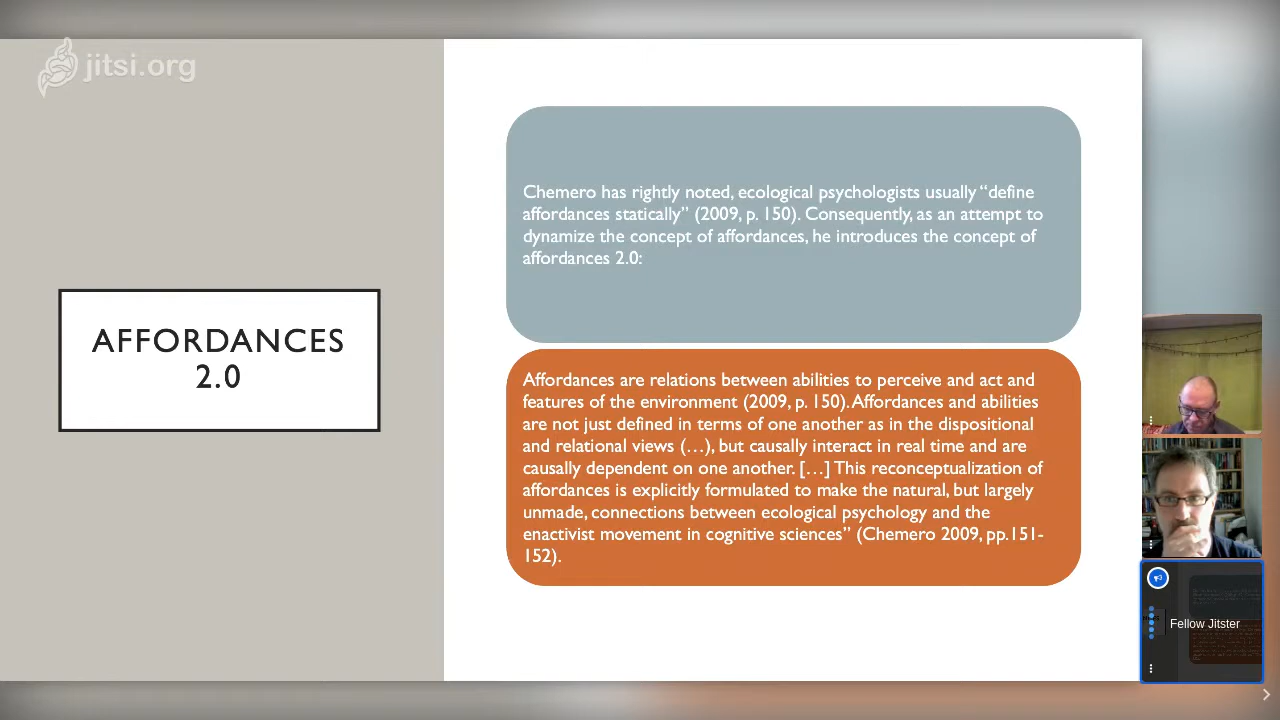 jitsi.org
AFFORDANCES
2.0
Chemero has rightly noted, ecological psychologists usually “define
affordances statically” (2009, p. 150). Consequently, as an attempt to
dynamize the concept of affordances, he introduces the concept of
affordances 2.0:
Affordances are relations between abilities to perceive and act and
features of the environment (2009, p. 150). Affordances and abilities
are not just defined in terms of one another as in the dispositional
and relational views (…), but causally interact in real time and are
causally dependent on one another. […] This reconceptualization of
affordances is explicitly formulated to make the natural, but largely
unmade, connections between ecological psychology and the
enactivist movement in cognitive sciences” (Chemero 2009, pp.151-
152).
Fellow Jitster